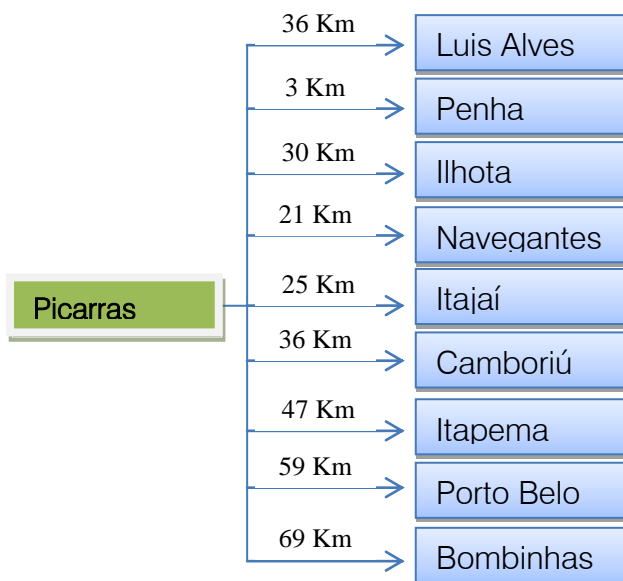 36 Km
Luis Alves
3 Km
Penha
30 Km
Ilhota
21 Km
Navegantes
Picarras
25 Km
Itajaí
36 Km
Camboriú
47 Km
Itapema
59 Km
Porto Belo
69 Km
Bombinhas